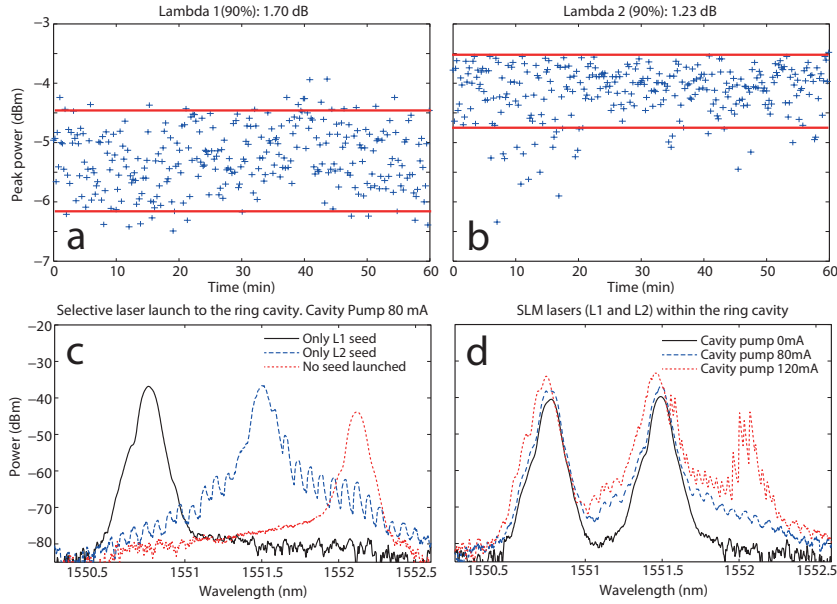 Lambda 1(90%): 1.70 dB
Lambda 2 (90%): 1.23 dB
Peak power (dBm)
−3
−4
−5
−6
−7
a
0 10 20 30 40 50 60
Time (min)
b
0 10 20 30 40 50 60
Time (min)
Selective laser launch to the ring cavity. Cavity Pump 80 mA
SLM lasers (L1 and L2) within the ring cavity
Power (dBm)
−20
−30
−40
−50
−60
−70
−80
c
Only L1 seed
Only L2 seed
No seed launched
1550.5 1551 1551.5 1552 1552.5
Wavelength (nm)
d
Cavity pump 0mA
Cavity pump 80mA
Cavity pump 120mA
1550.5 1551 1551.5 1552 1552.5
Wavelength (nm)